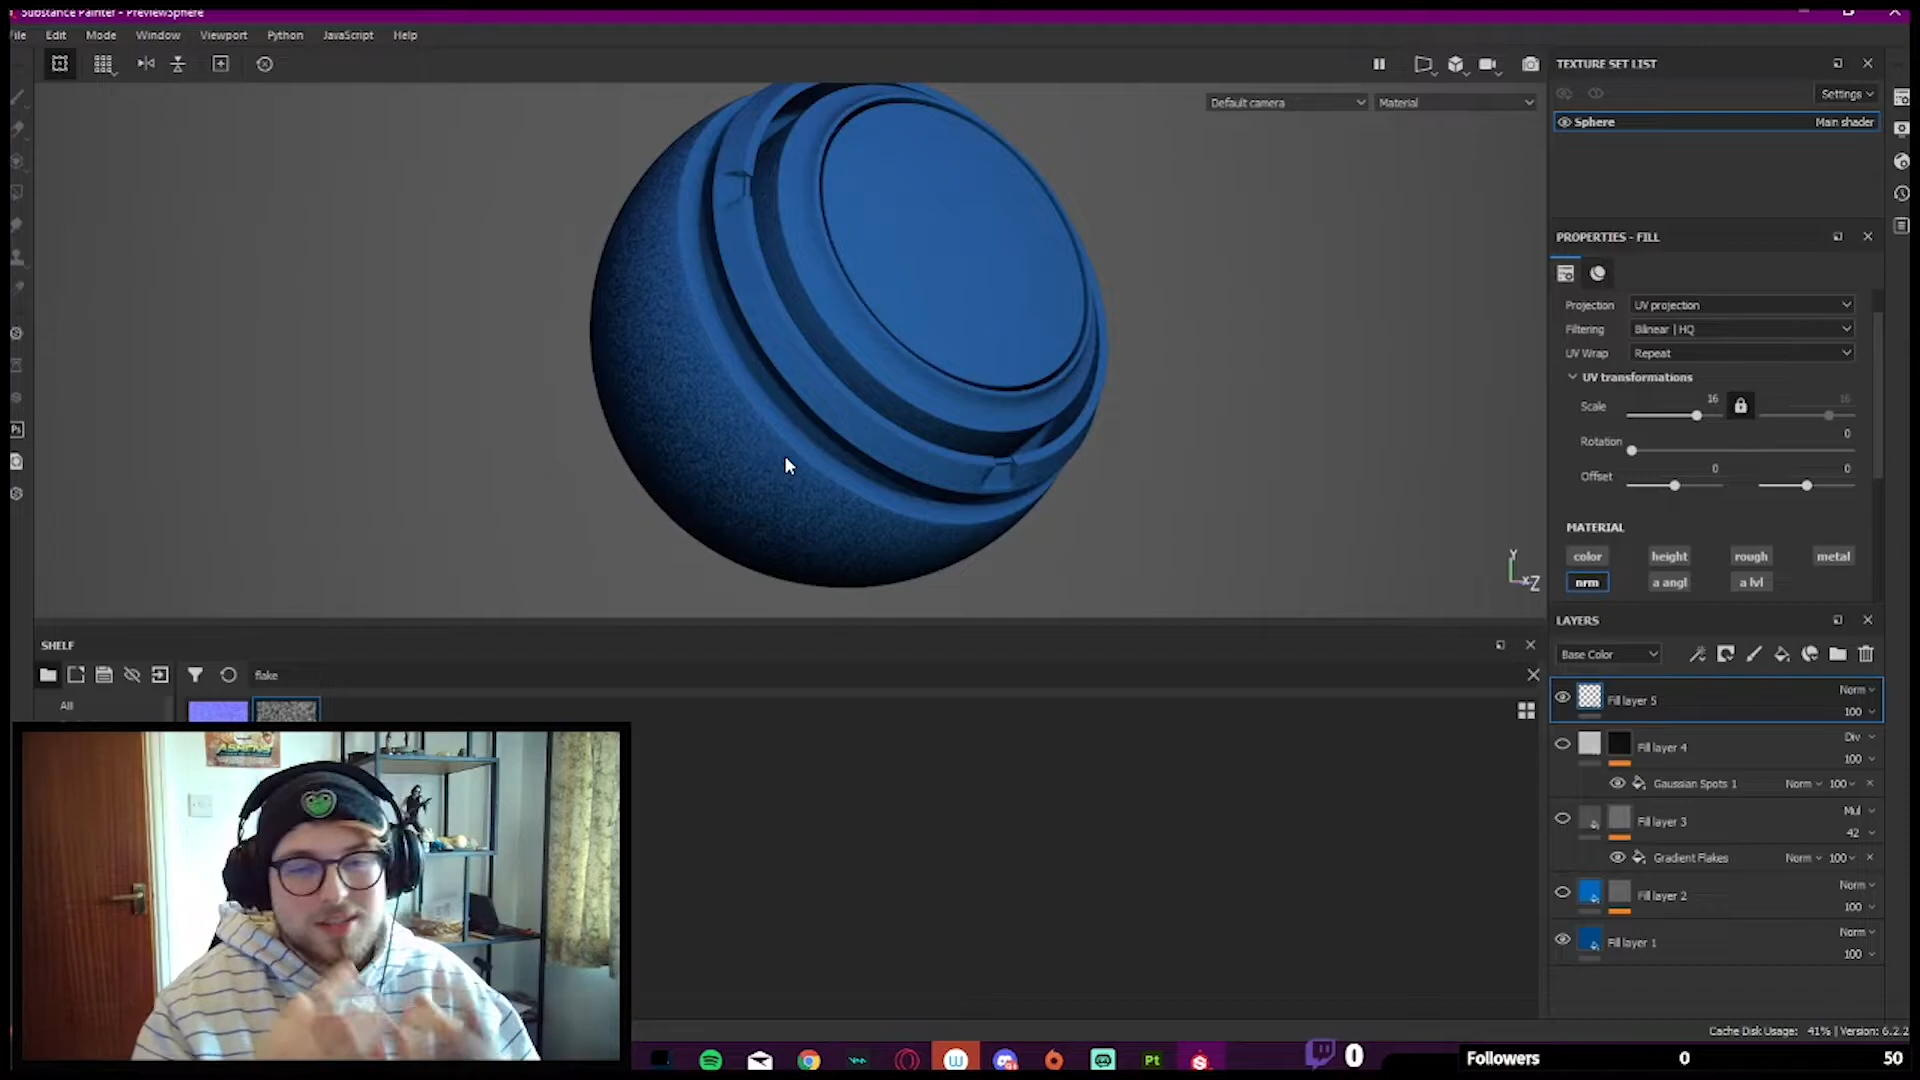 Substance Painter - PreviewSphere
File Edit Mode Window Viewport Python JavaScript Help
Default camera
Material
TEXTURE SET LIST
Settings
Sphere
Main shader
PROPERTIES - FILL
Projection UV projection
Filtering Bilinear | HQ
UV Wrap Repeat
UV transformations
Scale 16 16
Rotation 0
Offset 0 0
MATERIAL
color height rough metal
nrm a angl a lvl
Y
X Z
LAYERS
Base Color
Fill layer 5 Norm 100
Fill layer 4 Div 100
Gaussian Spots 1 Norm 100
Fill layer 3 Mul 42
Gradient Flakes Norm 100
Fill layer 2 Norm 100
Fill layer 1 Norm 100
SHELF
flake
All
ASHENS
Ps
Cache Disk Usage: 41% | Version: 6.2.2
Pt
0
Followers 0 50